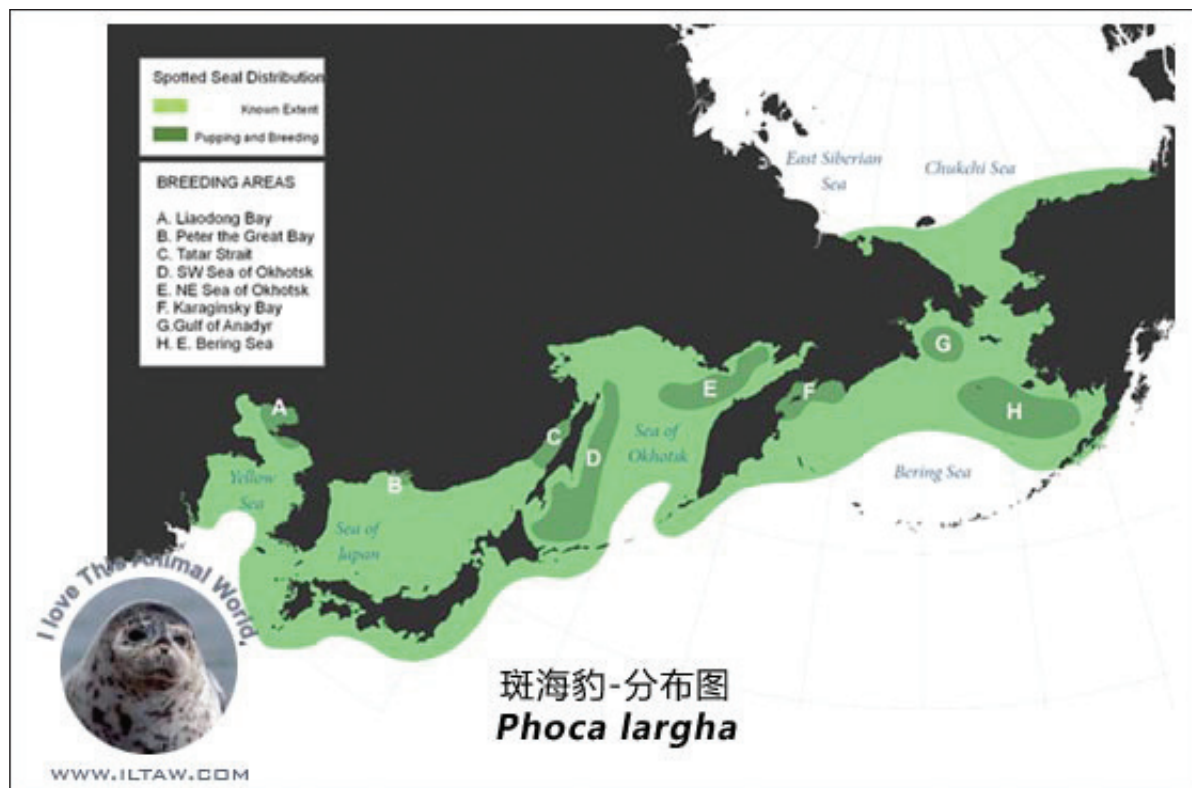 Spotted Seal Distribution
Known Extent
Pupping and Breeding
BREEDING AREAS
A. Liaodong Bay
B. Peter the Great Bay
C. Tatar Strait
D. SW Sea of Okhotsk
E. NE Sea of Okhotsk
F. Karaginsky Bay
G.Gulf of Anadyr
H. E. Bering Sea
East Siberian
Sea
Chukchi Sea
G
E
F
H
A
C
Sea of
Okhotsk
D
Bering Sea
Yellow
Sea
B
Sea of
Japan
I love This Animal World,
斑海豹-分布图
Phoca largha
WWW.ILTAW.COM